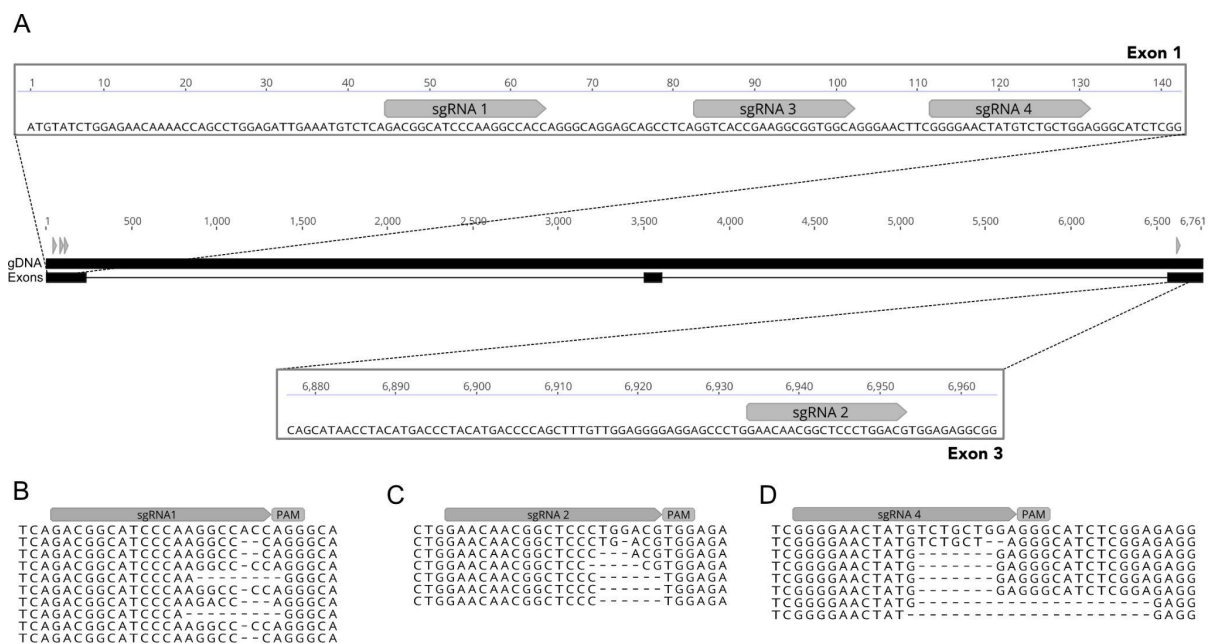 A
Exon 1
1 10 20 30 40 50 60 70 80 90 100 110 120 130 140
sgRNA 1 sgRNA 3 sgRNA 4
ATGTATCTGGAGAACAAAACCAGCCTGGAGATTGAAATGTCTCAGACGGCATCCCAAGGCCACCAGGGCAGGAGCAGCCTCAGGTCACCGAAGGCGGTGGCAGGGAACTTCGGGGAACTATGTCTGCTGGAGGGCATCTCGG
1 500 1,000 1,500 2,000 2,500 3,000 3,500 4,000 4,500 5,000 5,500 6,000 6,500 6,761
gDNA
Exons
6,880 6,890 6,900 6,910 6,920 6,930 6,940 6,950 6,960
sgRNA 2
CAGCATAACCTACATGACCCTACATGACCCCAGCTTTGTTGGAGGGGAGGAGCCCTGGAACAACGGCTCCCTGGACGTGGAGAGGCGG
Exon 3
B
sgRNA1 PAM
TCAGACGGCATCCCAAGGCCACCAGGGCA
TCAGACGGCATCCCAAGGCC--CAGGGCA
TCAGACGGCATCCCAAGGCC--CAGGGCA
TCAGACGGCATCCCAAGGCC-CCAGGGCA
TCAGACGGCATCCCAA--------GGGCA
TCAGACGGCATCCCAAGGCC-CCAGGGCA
TCAGACGGCATCCCAAGACC---AGGGCA
TCAGACGGCATCCCA--------AGGGCA
TCAGACGGCATCCCAAGGCC--CAGGGCA
TCAGACGGCATCCCAAGGCC--CAGGGCA
C
sgRNA 2 PAM
CTGGAACAACGGCTCCCTGGACGTGGAGA
CTGGAACAACGGCTCCCTG-ACGTGGAGA
CTGGAACAACGGCTCCC---ACGTGGAGA
CTGGAACAACGGCTCC-----CGTGGAGA
CTGGAACAACGGCTCCC------TGGAGA
CTGGAACAACGGCTCCC------TGGAGA
CTGGAACAACGGCTCCC------TGGAGA
D
sgRNA 4 PAM
TCGGGGAACTATGTCTGCTGGAGGGCATCTCGGAGAGG
TCGGGGAACTATGTCTGCT--AGGGCATCTCGGAGAGG
TCGGGGAACTATG-------GAGGGCATCTCGGAGAGG
TCGGGGAACTATG-------GAGGGCATCTCGGAGAGG
TCGGGGAACTATG-------GAGGGCATCTCGGAGAGG
TCGGGGAACTATG-------GAGGGCATCTCGGAGAGG
TCGGGGAACTATG---------------------GAGG
TCGGGGAACTAT----------------------GAGG